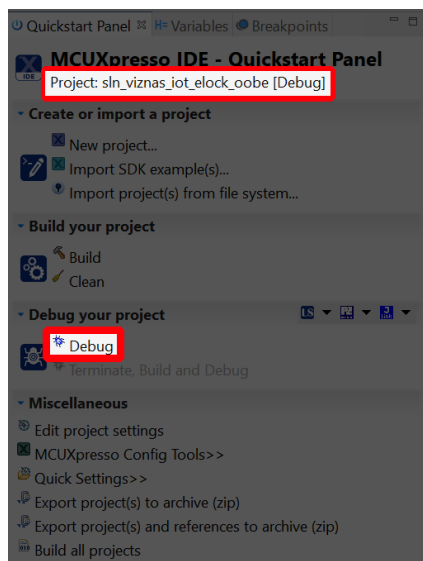 Quickstart Panel (x)= Variables Breakpoints
IDE
MCUXpresso IDE - Quickstart Panel
Project: sln_viznas_iot_elock_oobe [Debug]
Create or import a project
New project...
Import SDK example(s)...
Import project(s) from file system...
Build your project
Build
Clean
Debug your project
LS
Debug
Terminate, Build and Debug
Miscellaneous
Edit project settings
MCUXpresso Config Tools>>
Quick Settings>>
Export project(s) to archive (zip)
Export project(s) and references to archive (zip)
Build all projects